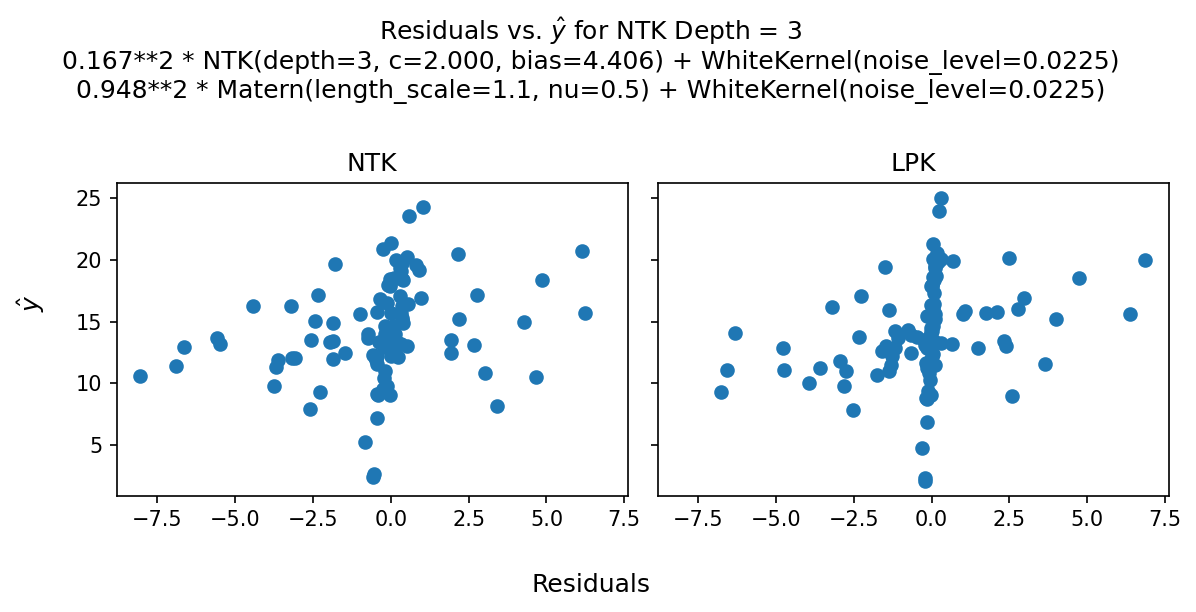 Residuals vs. ŷ for NTK Depth = 3
0.167**2 * NTK(depth=3, c=2.000, bias=4.406) + WhiteKernel(noise_level=0.0225)
0.948**2 * Matern(length_scale=1.1, nu=0.5) + WhiteKernel(noise_level=0.0225)
NTK
LPK
25
20
15
10
5
ŷ
−7.5 −5.0 −2.5 0.0 2.5 5.0 7.5
−7.5 −5.0 −2.5 0.0 2.5 5.0 7.5
Residuals